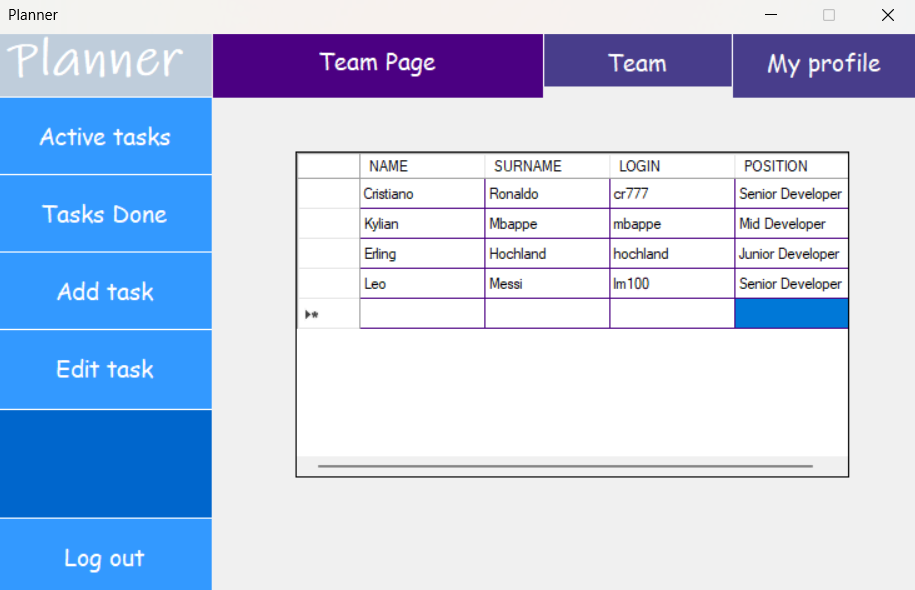 Planner
Planner
Team Page
Team
My profile
Active tasks
Tasks Done
Add task
Edit task
Log out
NAME SURNAME LOGIN POSITION
Cristiano Ronaldo cr777 Senior Developer
Kylian Mbappe mbappe Mid Developer
Erling Hochland hochland Junior Developer
Leo Messi lm100 Senior Developer